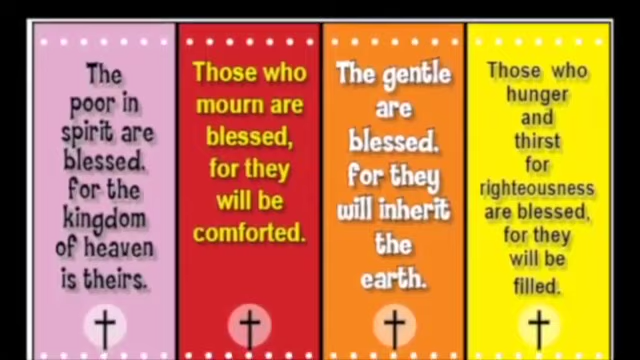 The
poor in
spirit are
blessed.
for the
kingdom
of heaven
is theirs.
Those who
mourn are
blessed,
for they
will be
comforted.
The gentle
are
blessed.
for they
will inherit
the
earth.
Those who
hunger
and
thirst
for
righteousness
are blessed,
for they
will be
filled.